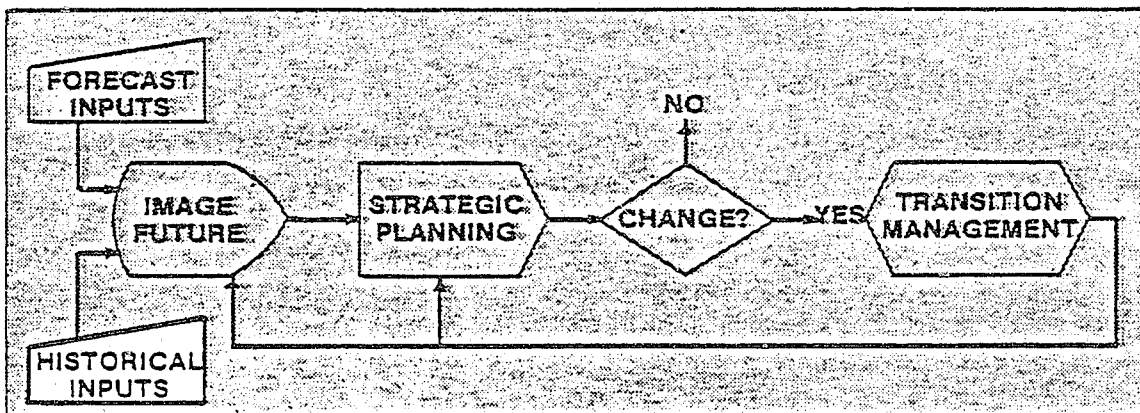 FORECAST
INPUTS
NO
IMAGE
FUTURE
STRATEGIC
PLANNING
CHANGE?
YES
TRANSITION
MANAGEMENT
HISTORICAL
INPUTS